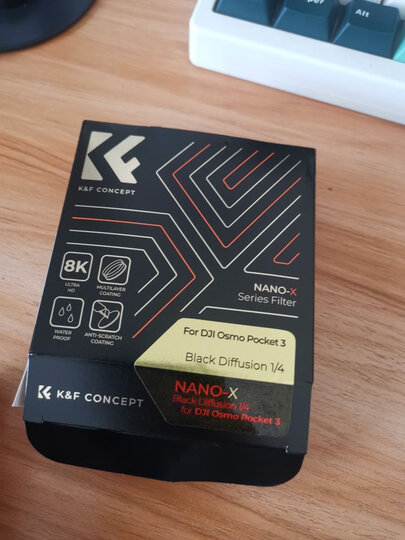 per
Alt
K&F CONCEPT
NANO-X
Series Filter
8K
ULTRA
HD
MULTILAYER
COATING
WATER
PROOF
ANTI-SCRATCH
COATING
For DJI Osmo Pocket 3
Black Diffusion 1/4
K&F CONCEPT
NANO-X
Black Diffusion 1/4
for DJI Osmo Pocket 3